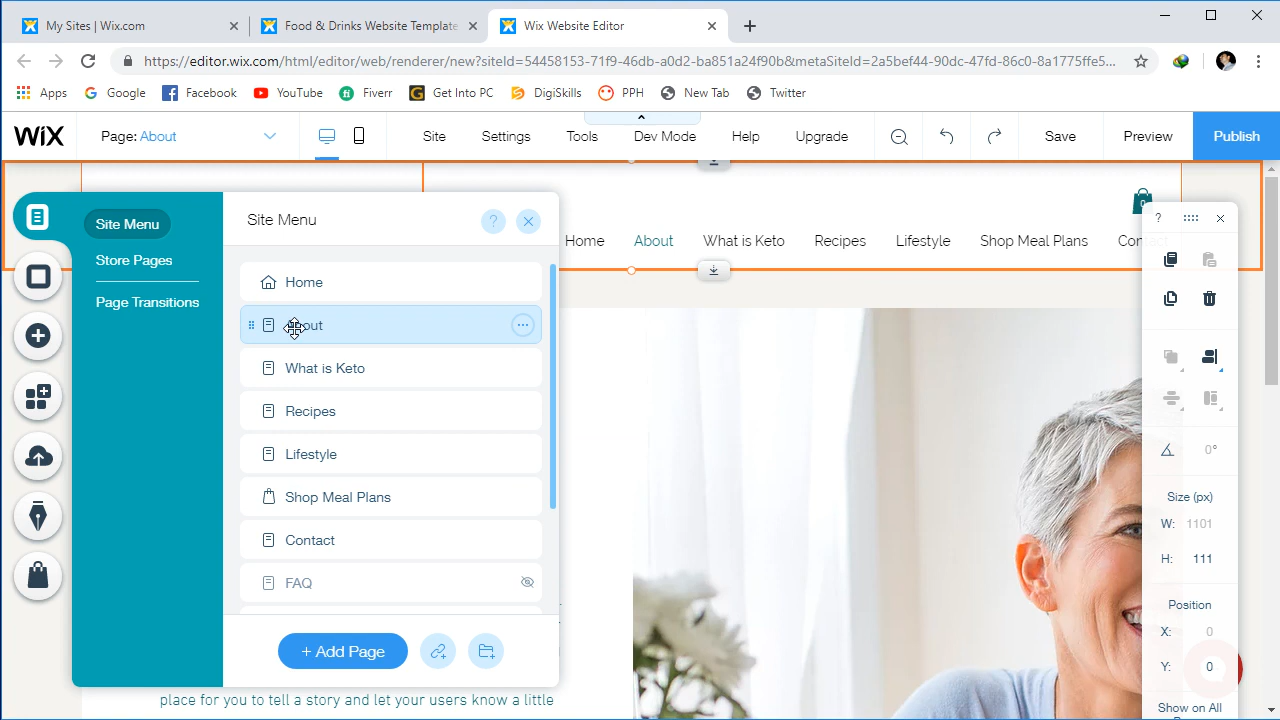 My Sites | Wix.com
Food & Drinks Website Template
Wix Website Editor
https://editor.wix.com/html/editor/web/renderer/new?siteId=f4458153-71f9-46db-a0d2-ba851a24f90b&metaSiteId=2a5bef44-90dc-47fd-86c0-8a1775ffe5...
Apps
Google
Facebook
YouTube
Fiverr
GetintoPC
DigiSkills
PPH
New Tab
Twitter
WIX
Page: About
Site
Settings
Tools
Dev Mode
Help
Upgrade
Save
Preview
Publish
Site Menu
Store Pages
Page Transitions
Site Menu
?
Home
What is Keto
Recipes
Lifestyle
Shop Meal Plans
Contact
FAQ
+ Add Page
0
Home
About
What is Keto
Recipes
Lifestyle
Shop Meal Plans
?
0°
Size (px)
W: 1101
H: 111
Position
X: 0
Y: 0
Show on All
place for you to tell a story and let your users know a little